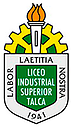 LABOR LAETITIA NOSTRA
LICEO
INDUSTRIAL
SUPERIOR
TALCA
1941